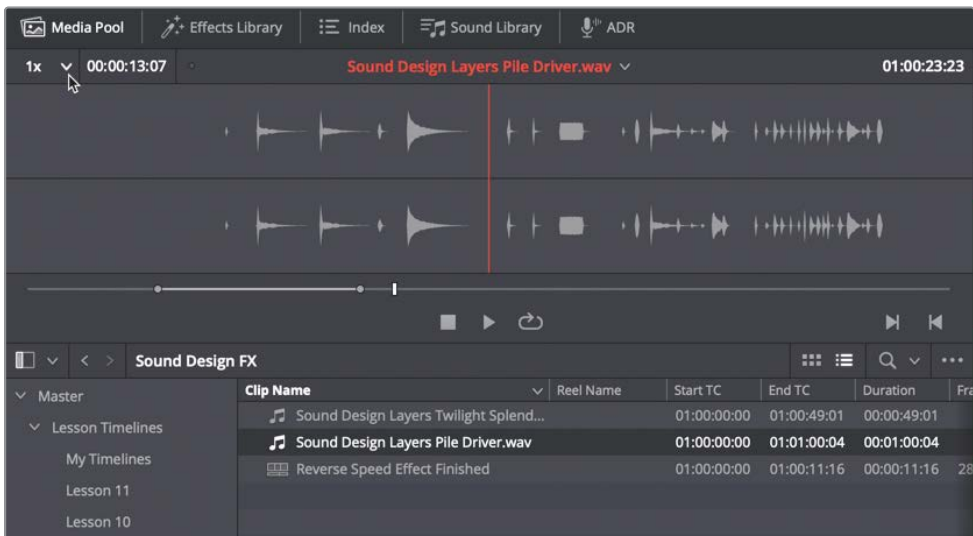 Media Pool Effects Library Index Sound Library ADR
1x 00:00:13:07 Sound Design Layers Pile Driver.wav 01:00:23:23
Sound Design FX
Clip Name Reel Name Start TC End TC Duration
Master
Sound Design Layers Twilight Splend... 01:00:00:00 01:00:49:01 00:00:49:01
Lesson Timelines
Sound Design Layers Pile Driver.wav 01:00:00:00 01:01:00:04 00:01:00:04
My Timelines
Reverse Speed Effect Finished 01:00:00:00 01:00:11:16 00:00:11:16 28
Lesson 11
Lesson 10